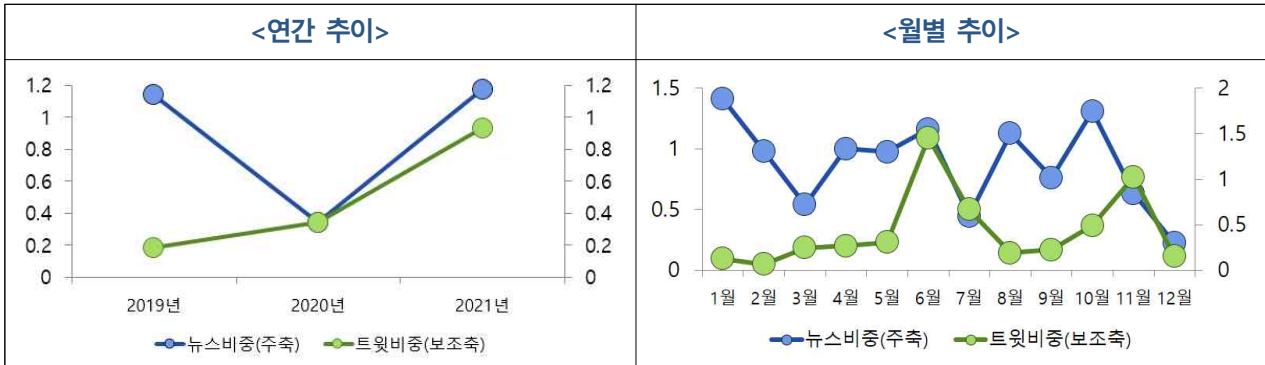 <연간 추이>
<월별 추이>
1.2 1.2
1 1
0.8 0.8
0.6 0.6
0.4 0.4
0.2 0.2
0 0
2019년 2020년 2021년
뉴스비중(주축) 트윗비중(보조축)
1.5 2
1 1.5
0.5 1
0 0.5
0
1월 2월 3월 4월 5월 6월 7월 8월 9월 10월 11월 12월
뉴스비중(주축) 트윗비중(보조축)